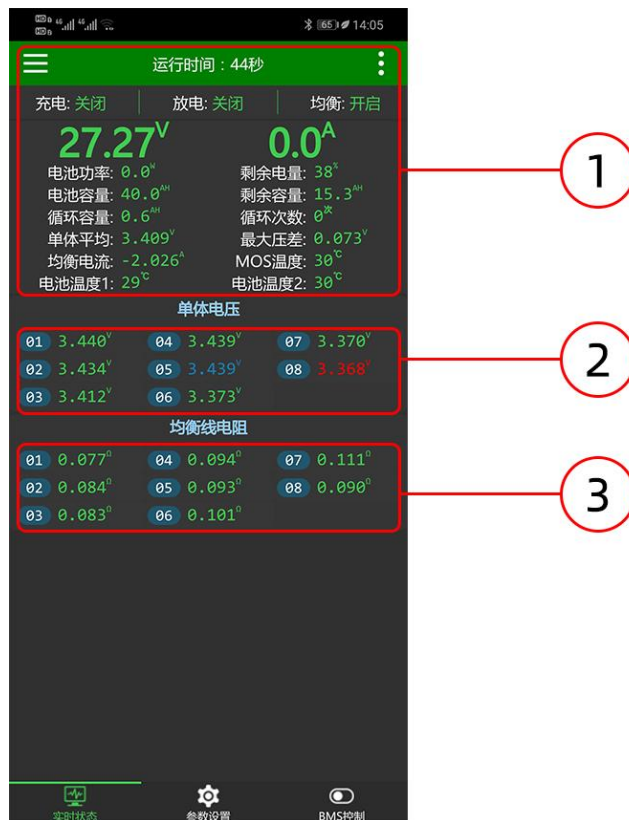 HD 46 46 65 14:05
HD
运行时间：44秒
充电: 关闭 放电: 关闭 均衡: 开启
27.27V 0.0A
电池功率: 0.0W 剩余电量: 38%
电池容量: 40.0AH 剩余容量: 15.3AH
循环容量: 0.6AH 循环次数: 0次
单体平均: 3.409V 最大压差: 0.073V
均衡电流: -2.026A MOS温度: 30℃
电池温度1: 29℃ 电池温度2: 30℃
1
单体电压
01 3.440V 04 3.439V 07 3.370V
02 3.434V 05 3.439V 08 3.368V
03 3.412V 06 3.373V
2
均衡线电阻
01 0.077Ω 04 0.094Ω 07 0.111Ω
02 0.084Ω 05 0.093Ω 08 0.090Ω
03 0.083Ω 06 0.101Ω
3
实时状态 参数设置 BMS控制